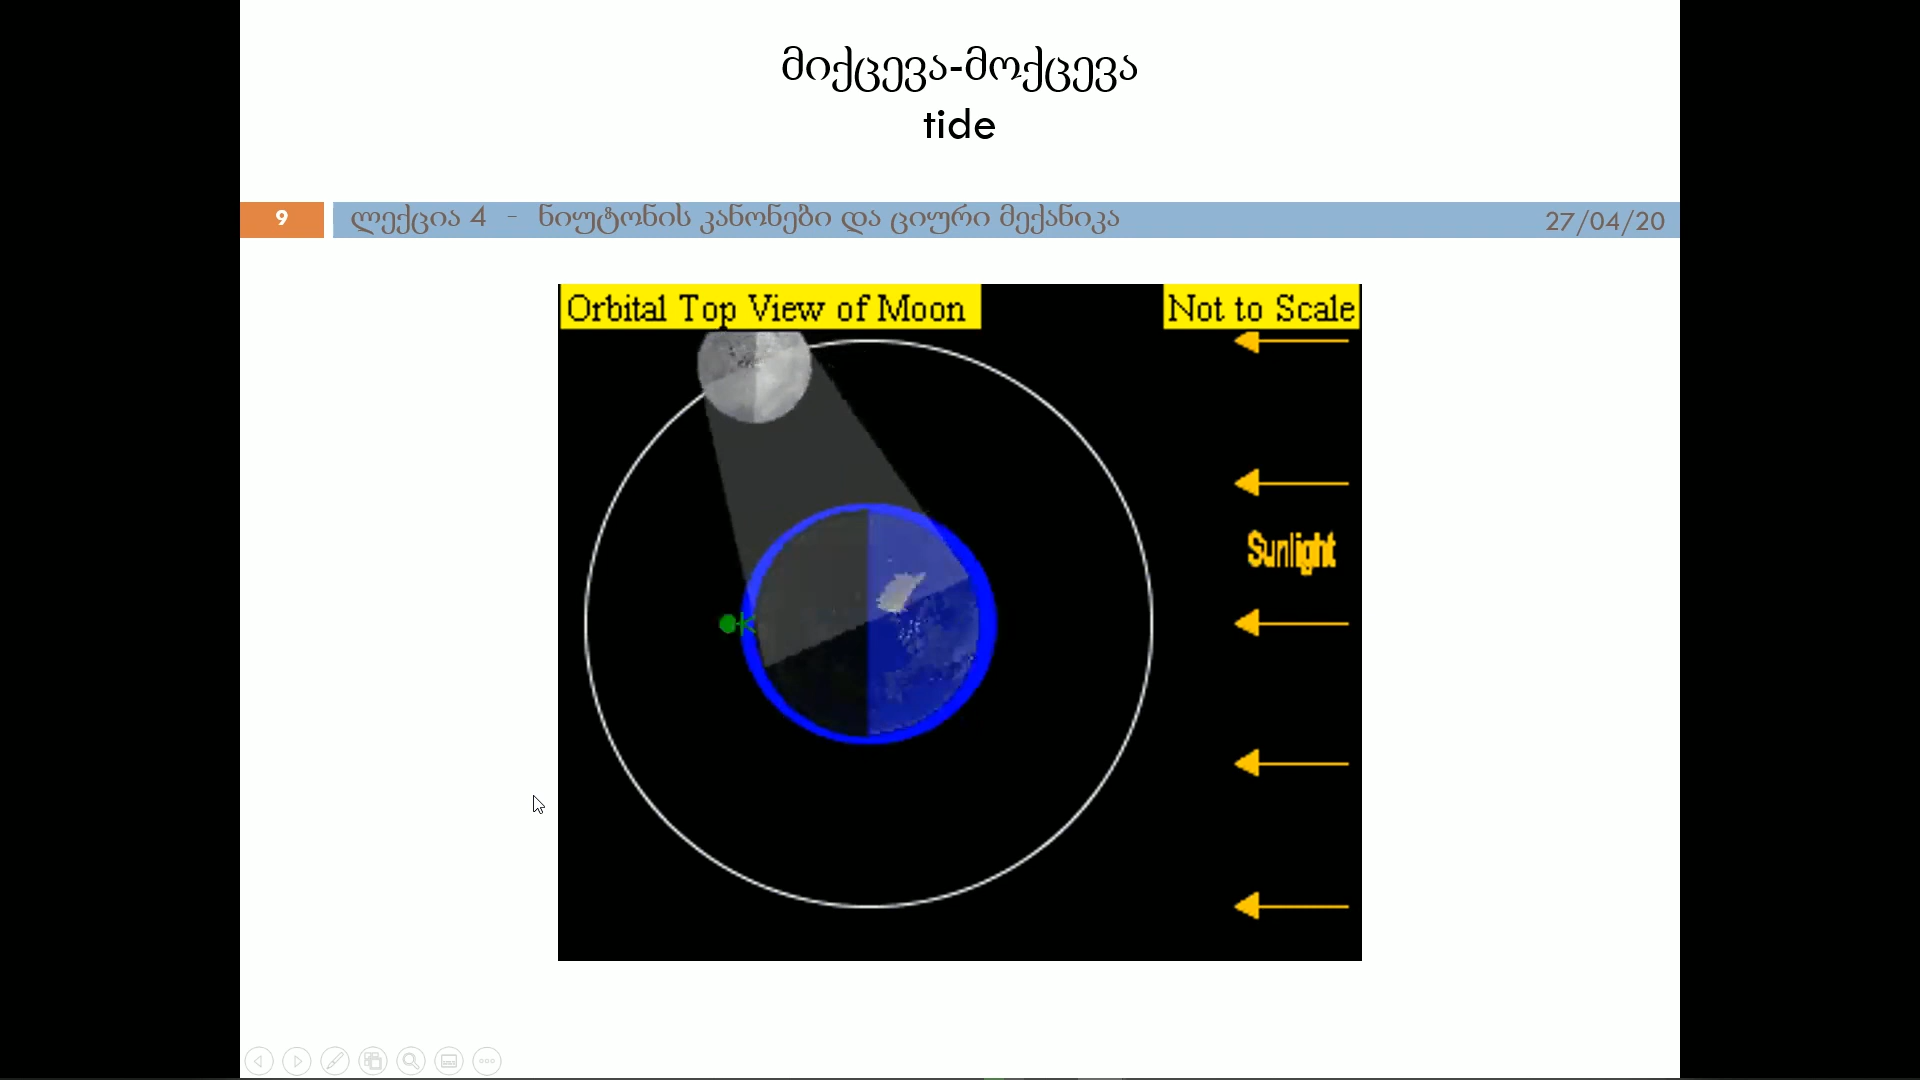 მიქცევა-მოქცევა
tide
9
ლექცია 4 - ნიუტონის კანონები და ციური მექანიკა
27/04/20
Orbital Top View of Moon
Not to Scale
Sunlight